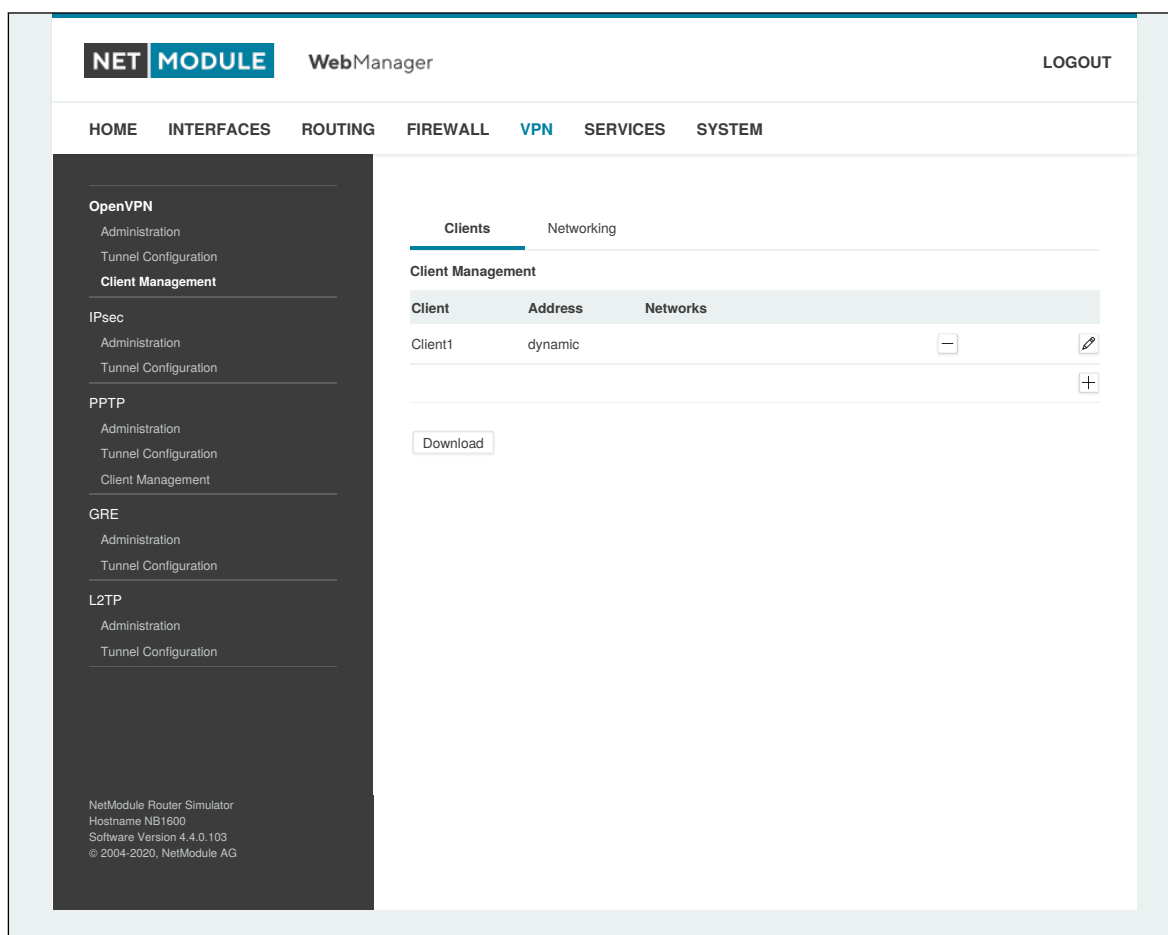 NET MODULE WebManager LOGOUT
HOME INTERFACES ROUTING FIREWALL VPN SERVICES SYSTEM
OpenVPN
Administration
Tunnel Configuration
Client Management
IPsec
Administration
Tunnel Configuration
PPTP
Administration
Tunnel Configuration
Client Management
GRE
Administration
Tunnel Configuration
L2TP
Administration
Tunnel Configuration
NetModule Router Simulator
Hostname NB1600
Software Version 4.4.0.103
© 2004-2020, NetModule AG
Clients Networking
Client Management
Client Address Networks
Client1 dynamic
Download